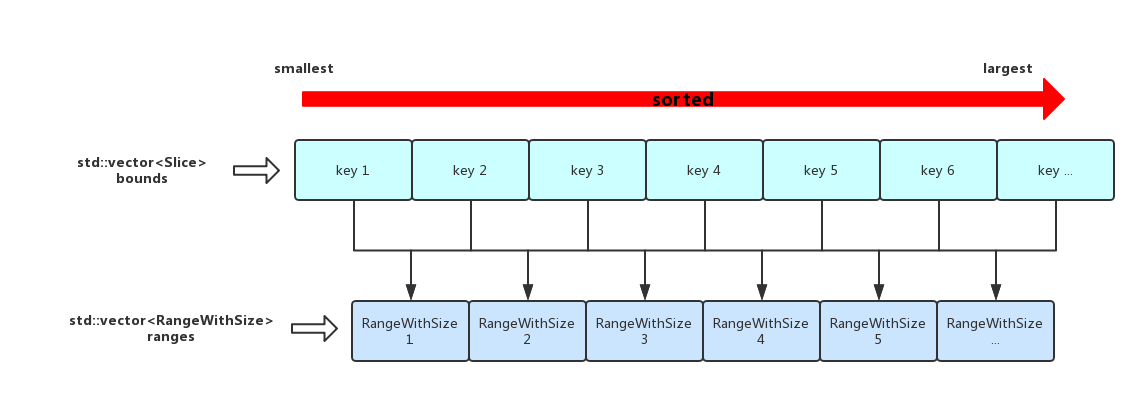 smallest
largest
sorted
std::vector<Slice>
bounds
key 1
key 2
key 3
key 4
key 5
key 6
key ...
std::vector<RangeWithSize>
ranges
RangeWithSize
1
RangeWithSize
2
RangeWithSize
3
RangeWithSize
4
RangeWithSize
5
RangeWithSize
...